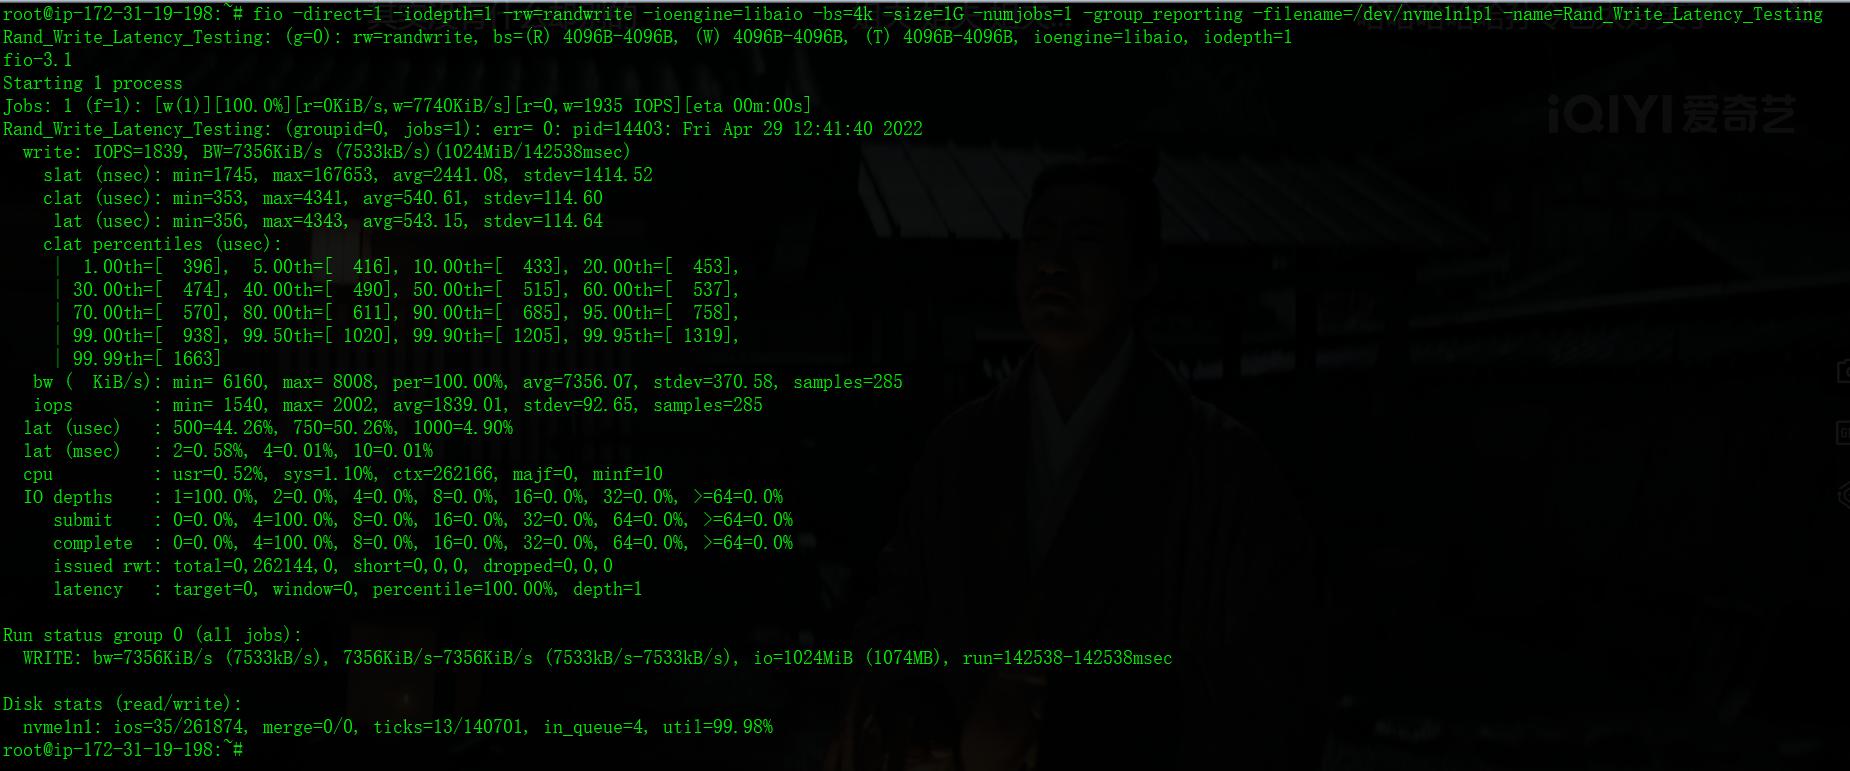 root@ip-172-31-19-198:~# fio -direct=1 -iodepth=1 -rw=randwrite -ioengine=libaio -bs=4k -size=1G -numjobs=1 -group_reporting -filename=/dev/nvme1n1p1 -name=Rand_Write_Latency_Testing
Rand_Write_Latency_Testing: (g=0): rw=randwrite, bs=(R) 4096B-4096B, (W) 4096B-4096B, (T) 4096B-4096B, ioengine=libaio, iodepth=1
fio-3.1
Starting 1 process
Jobs: 1 (f=1): [w(1)][100.0%][r=0KiB/s,w=7740KiB/s][r=0,w=1935 IOPS][eta 00m:00s]
iQIYI 爱奇艺
Rand_Write_Latency_Testing: (groupid=0, jobs=1): err= 0: pid=14403: Fri Apr 29 12:41:40 2022
  write: IOPS=1839, BW=7356KiB/s (7533kB/s)(1024MiB/142538msec)
    slat (nsec): min=1745, max=167653, avg=2441.08, stdev=1414.52
    clat (usec): min=353, max=4341, avg=540.61, stdev=114.60
     lat (usec): min=356, max=4343, avg=543.15, stdev=114.64
    clat percentiles (usec):
     |  1.00th=[  396],  5.00th=[  416], 10.00th=[  433], 20.00th=[  453],
     | 30.00th=[  474], 40.00th=[  490], 50.00th=[  515], 60.00th=[  537],
     | 70.00th=[  570], 80.00th=[  611], 90.00th=[  685], 95.00th=[  758],
     | 99.00th=[  938], 99.50th=[ 1020], 99.90th=[ 1205], 99.95th=[ 1319],
     | 99.99th=[ 1663]
   bw (  KiB/s): min= 6160, max= 8008, per=100.00%, avg=7356.07, stdev=370.58, samples=285
   iops        : min= 1540, max= 2002, avg=1839.01, stdev=92.65, samples=285
  lat (usec)   : 500=44.26%, 750=50.26%, 1000=4.90%
  lat (msec)   : 2=0.58%, 4=0.01%, 10=0.01%
  cpu          : usr=0.52%, sys=1.10%, ctx=262166, majf=0, minf=10
  IO depths    : 1=100.0%, 2=0.0%, 4=0.0%, 8=0.0%, 16=0.0%, 32=0.0%, >=64=0.0%
     submit    : 0=0.0%, 4=100.0%, 8=0.0%, 16=0.0%, 32=0.0%, 64=0.0%, >=64=0.0%
     complete  : 0=0.0%, 4=100.0%, 8=0.0%, 16=0.0%, 32=0.0%, 64=0.0%, >=64=0.0%
     issued rwt: total=0,262144,0, short=0,0,0, dropped=0,0,0
     latency   : target=0, window=0, percentile=100.00%, depth=1
Run status group 0 (all jobs):
  WRITE: bw=7356KiB/s (7533kB/s), 7356KiB/s-7356KiB/s (7533kB/s-7533kB/s), io=1024MiB (1074MB), run=142538-142538msec
Disk stats (read/write):
  nvme1n1: ios=35/261874, merge=0/0, ticks=13/140701, in_queue=4, util=99.98%
root@ip-172-31-19-198:~#